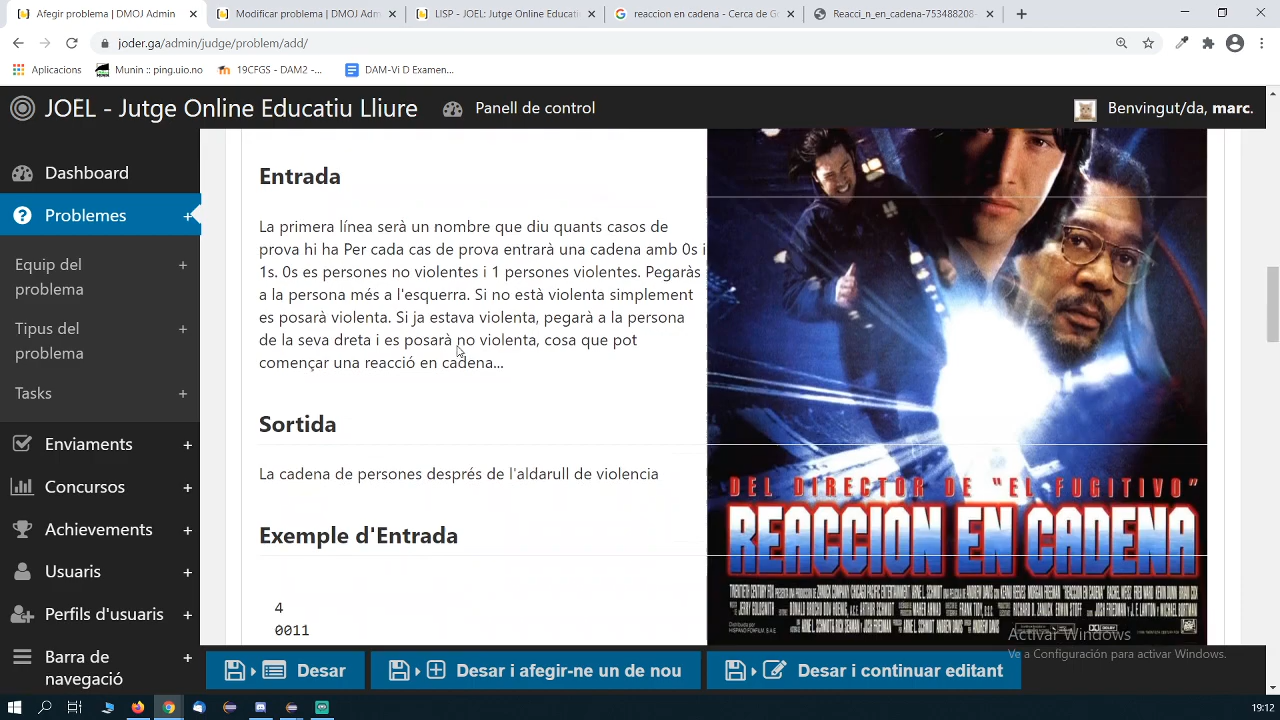 Afegir problema | DMOJ Admin
Modificar problema | DMOJ Adm
LISP - JOEL: Jutge Online Educati
reaccion en cadena - Cerca de Go
Reacci_n_en_cadena-753488208-
joder.ga/admin/judge/problem/add/
Aplicacions
Munin :: ping.uio.no
19CFGS - DAM2 -...
DAM-Vi D Examen...
JOEL - Jutge Online Educatiu Lliure
Panell de control
Benvingut/da, marc.
Dashboard
Problemes +
Equip del problema +
Tipus del problema +
Tasks +
Enviaments +
Concursos +
Achievements +
Usuaris +
Perfils d'usuaris +
Barra de navegació +
Entrada
La primera línea serà un nombre que diu quants casos de
prova hi ha Per cada cas de prova entrarà una cadena amb 0s i
1s. 0s es persones no violentes i 1 persones violentes. Pegaràs
a la persona més a l'esquerra. Si no està violenta simplement
es posarà violenta. Si ja estava violenta, pegarà a la persona
de la seva dreta i es posarà no violenta, cosa que pot
començar una reacció en cadena...
Sortida
La cadena de persones després de l'aldarull de violencia
Exemple d'Entrada
4
0011
DEL DIRECTOR DE "EL FUGITIVO"
REACCION EN CADENA
Activar Windows
Ve a Configuración para activar Windows.
Desar
Desar i afegir-ne un de nou
Desar i continuar editant
19:12